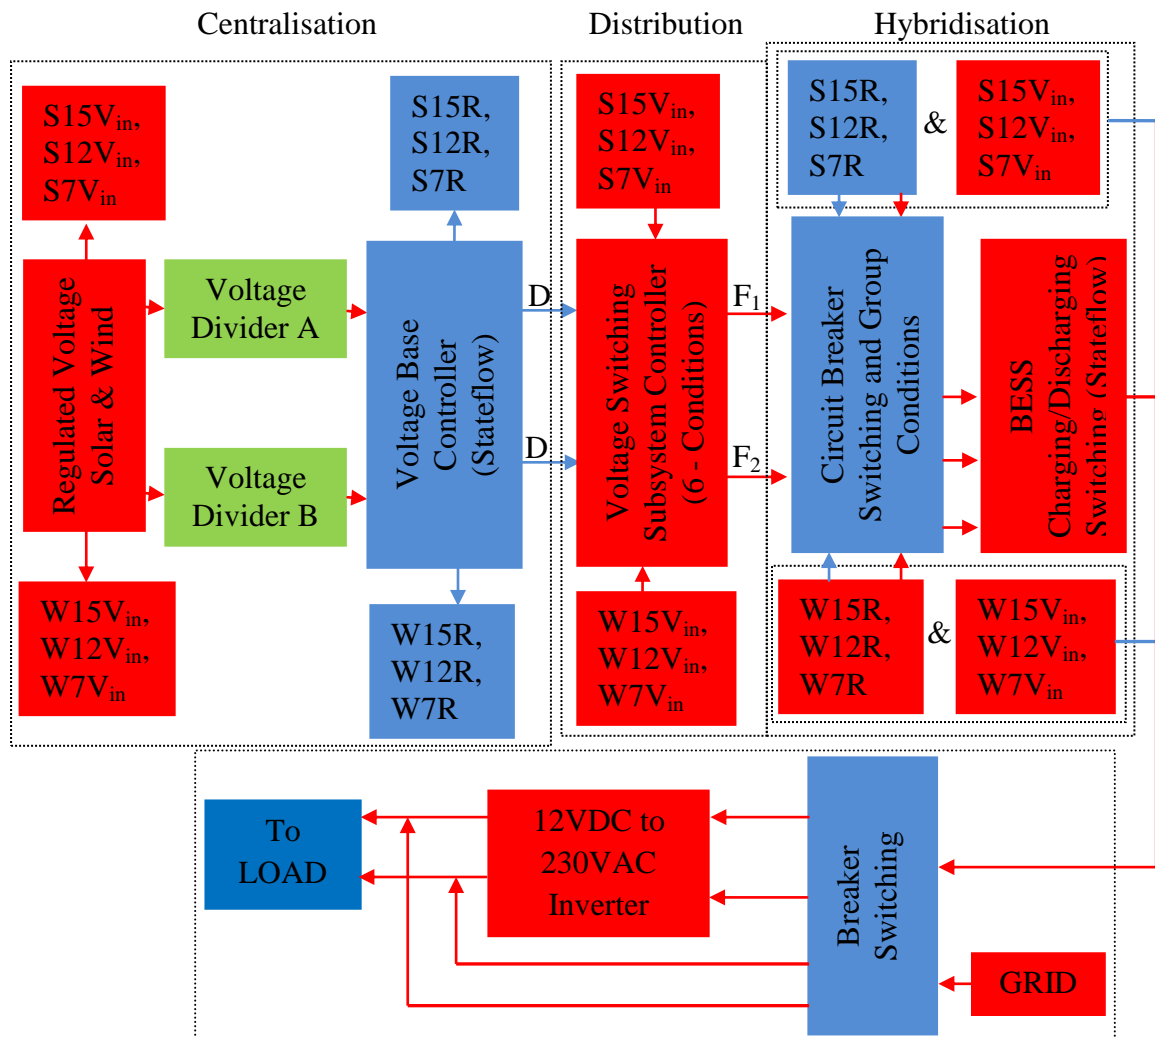 Centralisation
Distribution
Hybridisation
S15Vin,
S12Vin,
S7Vin
S15R,
S12R,
S7R
S15Vin,
S12Vin,
S7Vin
S15R,
S12R,
S7R
&
S15Vin,
S12Vin,
S7Vin
Regulated Voltage
Solar & Wind
Voltage
Divider A
Voltage
Divider B
Voltage Base
Controller
(Stateflow)
D
D
Voltage Switching
Subsystem Controller
(6 - Conditions)
F1
F2
Circuit Breaker
Switching and Group
Conditions
BESS
Charging/Discharging
Switching (Stateflow)
W15Vin,
W12Vin,
W7Vin
W15R,
W12R,
W7R
W15Vin,
W12Vin,
W7Vin
W15R,
W12R,
W7R
&
W15Vin,
W12Vin,
W7Vin
To
LOAD
12VDC to
230VAC
Inverter
Breaker
Switching
GRID